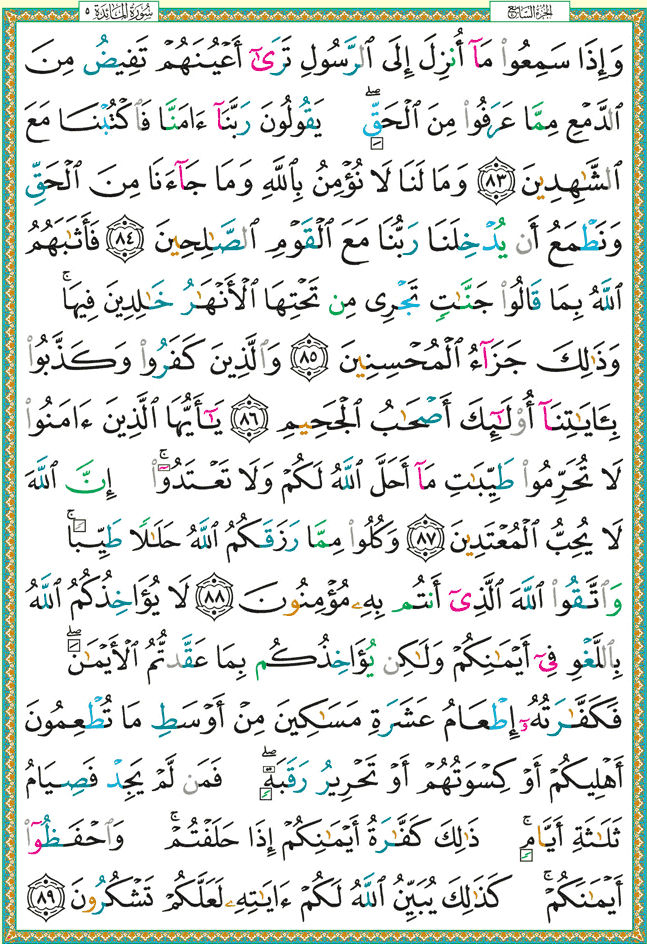 الجزء السابع سُورَةُ المَائدة ٥
وَإِذَا سَمِعُوا۟ مَآ أُنزِلَ إِلَى ٱلرَّسُولِ تَرَىٰٓ أَعْيُنَهُمْ تَفِيضُ مِنَ
ٱلدَّمْعِ مِمَّا عَرَفُوا۟ مِنَ ٱلْحَقِّ ۖ يَقُولُونَ رَبَّنَآ ءَامَنَّا فَٱكْتُبْنَا مَعَ
ٱلشَّٰهِدِينَ ٨٣ وَمَا لَنَا لَا نُؤْمِنُ بِٱللَّهِ وَمَا جَآءَنَا مِنَ ٱلْحَقِّ
وَنَطْمَعُ أَن يُدْخِلَنَا رَبُّنَا مَعَ ٱلْقَوْمِ ٱلصَّٰلِحِينَ ٨٤ فَأَثَٰبَهُمُ
ٱللَّهُ بِمَا قَالُوا۟ جَنَّٰتٍ تَجْرِى مِن تَحْتِهَا ٱلْأَنْهَٰرُ خَٰلِدِينَ فِيهَا ۚ
وَذَٰلِكَ جَزَآءُ ٱلْمُحْسِنِينَ ٨٥ وَٱلَّذِينَ كَفَرُوا۟ وَكَذَّبُوا۟
بِـَٔايَٰتِنَآ أُو۟لَٰٓئِكَ أَصْحَٰبُ ٱلْجَحِيمِ ٨٦ يَٰٓأَيُّهَا ٱلَّذِينَ ءَامَنُوا۟
لَا تُحَرِّمُوا۟ طَيِّبَٰتِ مَآ أَحَلَّ ٱللَّهُ لَكُمْ وَلَا تَعْتَدُوٓا۟ ۚ إِنَّ ٱللَّهَ
لَا يُحِبُّ ٱلْمُعْتَدِينَ ٨٧ وَكُلُوا۟ مِمَّا رَزَقَكُمُ ٱللَّهُ حَلَٰلًا طَيِّبًا ۚ
وَٱتَّقُوا۟ ٱللَّهَ ٱلَّذِىٓ أَنتُم بِهِۦ مُؤْمِنُونَ ٨٨ لَا يُؤَاخِذُكُمُ ٱللَّهُ
بِٱللَّغْوِ فِىٓ أَيْمَٰنِكُمْ وَلَٰكِن يُؤَاخِذُكُم بِمَا عَقَّدتُّمُ ٱلْأَيْمَٰنَ ۖ
فَكَفَّٰرَتُهُۥٓ إِطْعَامُ عَشَرَةِ مَسَٰكِينَ مِنْ أَوْسَطِ مَا تُطْعِمُونَ
أَهْلِيكُمْ أَوْ كِسْوَتُهُمْ أَوْ تَحْرِيرُ رَقَبَةٍ ۖ فَمَن لَّمْ يَجِدْ فَصِيَامُ
ثَلَٰثَةِ أَيَّامٍ ۚ ذَٰلِكَ كَفَّٰرَةُ أَيْمَٰنِكُمْ إِذَا حَلَفْتُمْ ۚ وَٱحْفَظُوٓا۟
أَيْمَٰنَكُمْ ۚ كَذَٰلِكَ يُبَيِّنُ ٱللَّهُ لَكُمْ ءَايَٰتِهِۦ لَعَلَّكُمْ تَشْكُرُونَ ٨٩